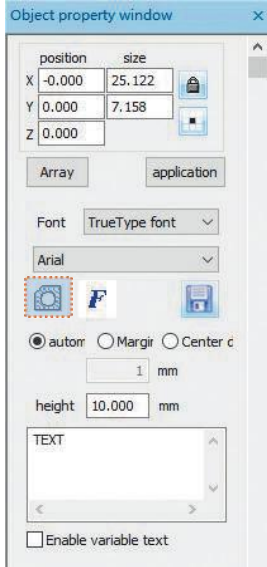 Object property window ×
position size
X -0.000 25.122
Y 0.000 7.158
Z 0.000
Array application
Font TrueType font
Arial
F
autom Margir Center d
1 mm
height 10.000 mm
TEXT
Enable variable text